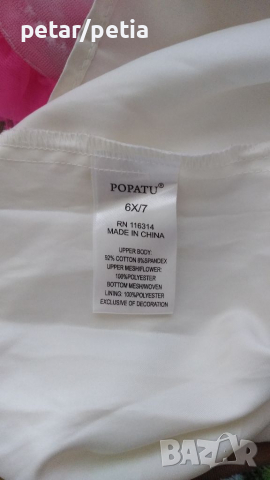 petar/petia
POPATU®
6X/7
RN 116314
MADE IN CHINA
UPPER BODY:
92% COTTON 8%SPANDEX
UPPER MESH/FLOWER:
100%POLYESTER
BOTTOM MESH/WOVEN
LINING: 100%POLYESTER
EXCLUSIVE OF DECORATION
BAZAR